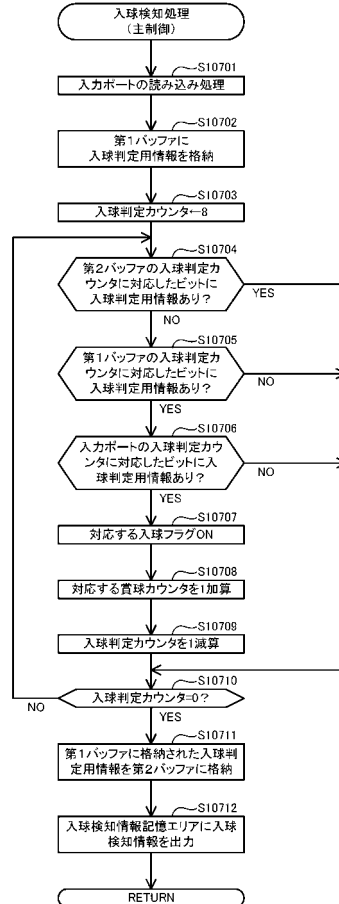 入球検知処理
(主制御)
S10701
入力ポートの読み込み処理
S10702
第1バッファに
入球判定用情報を格納
S10703
入球判定カウンタ←8
S10704
第2バッファの入球判定カ
ウンタに対応したビットに
入球判定用情報あり?
YES
NO
S10705
第1バッファの入球判定カ
ウンタに対応したビットに
入球判定用情報あり?
NO
YES
S10706
入力ポートの入球判定カウ
ンタに対応したビットに入
球判定用情報あり?
NO
YES
S10707
対応する入球フラグON
S10708
対応する賞球カウンタを1加算
S10709
入球判定カウンタを1減算
S10710
入球判定カウンタ=0?
NO
YES
S10711
第1バッファに格納された入球判
定用情報を第2バッファに格納
S10712
入球検知情報記憶エリアに入球
検知情報を出力
RETURN